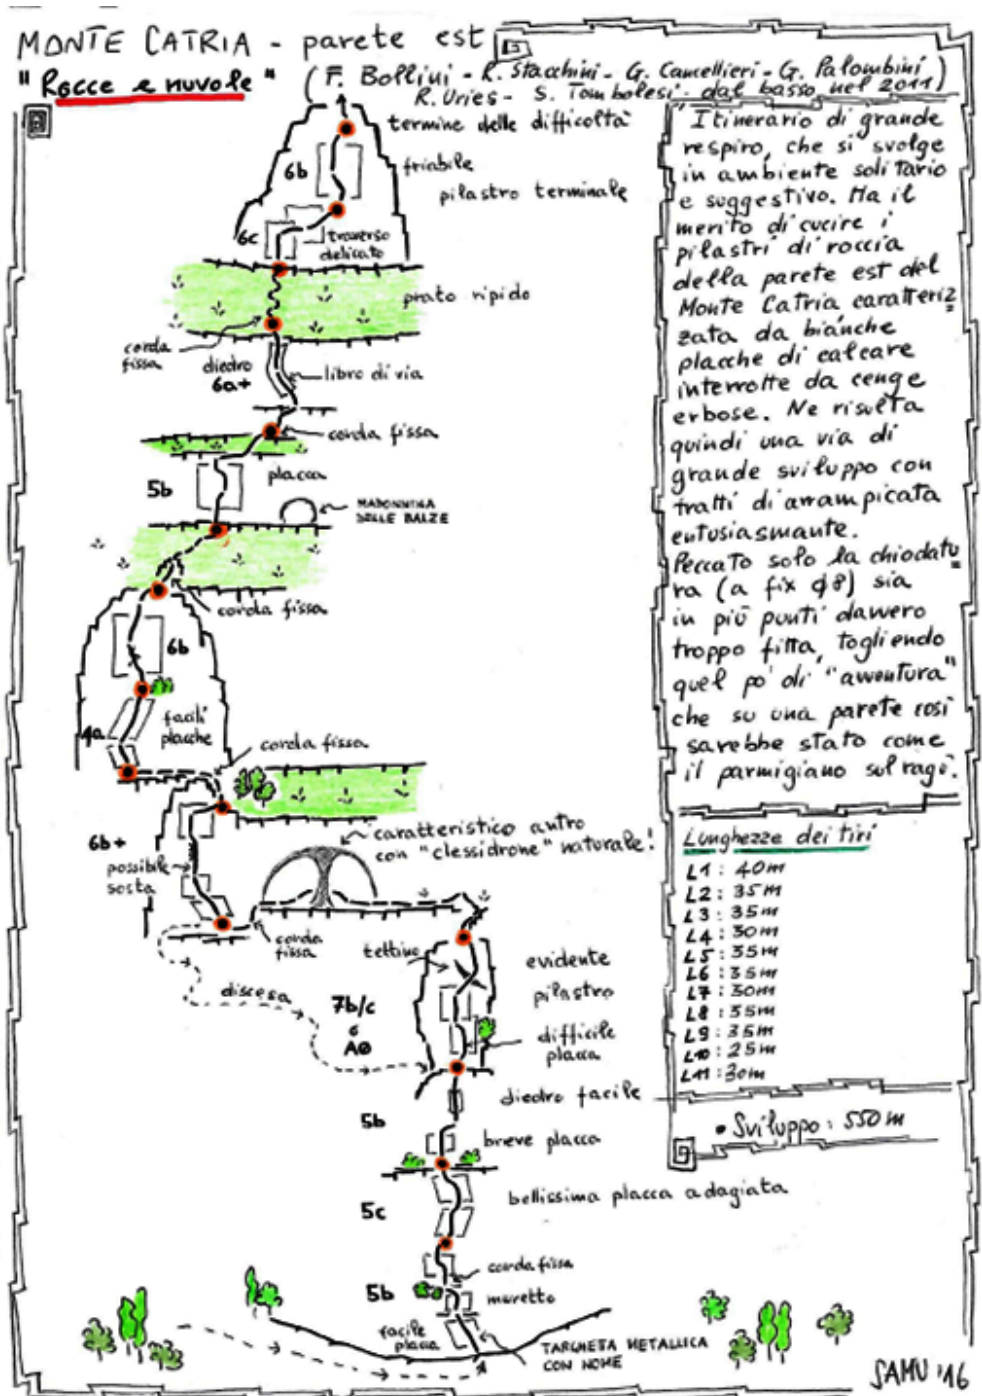 MONTE CATRIA - parete est
"Rocce e nuvole"
(F. Bollini - R. Stacchini - G. Cancellieri - G. Palombini
R. Uries - S. Tombolesi - dal basso nel 2011)
termine delle difficoltà
6b
friabile
pilastro terminale
6c
traverso
delicato
prato ripido
corda
fissa
diedro
6a+
libro di via
corda fissa
placca
5b
MADONNINA
DELLE BALZE
corda fissa
6b
4a
facili
placche
corda fissa
6b+
possibile
sosta
caratteristico antro
con "clessidrone" naturale!
corda
fissa
tettino
discesa
evidente
pilastro
7b/c
o
A0
difficile
placca
diedro facile
5b
breve placca
bellissima placca adagiata
5c
corda fissa
5b
muretto
facile
placca
TARGHETA METALLICA
CON NOME
"Itinerario di grande
respiro, che si svolge
in ambiente solitario
e suggestivo. Ha il
merito di cucire i
pilastri di roccia
della parete est del
Monte Catria caratteriz
zata da bianche
placche di calcare
interrotte da cenge
erbose. Ne risulta
quindi una via di
grande sviluppo con
tratti di arrampicata
entusiasmante.
Peccato solo la chiodatu
ra (a fix ϕ8) sia
in più punti davvero
troppo fitta, togliendo
quel po' di "avventura"
che su una parete così
sarebbe stato come
il parmigiano sul ragù.
Lunghezze dei tiri
L1 : 40m
L2 : 35m
L3 : 35m
L4 : 30m
L5 : 35m
L6 : 35m
L7 : 30m
L8 : 35m
L9 : 35m
L10 : 25m
L11 : 30m
• Sviluppo : 550 m
SAMU '16